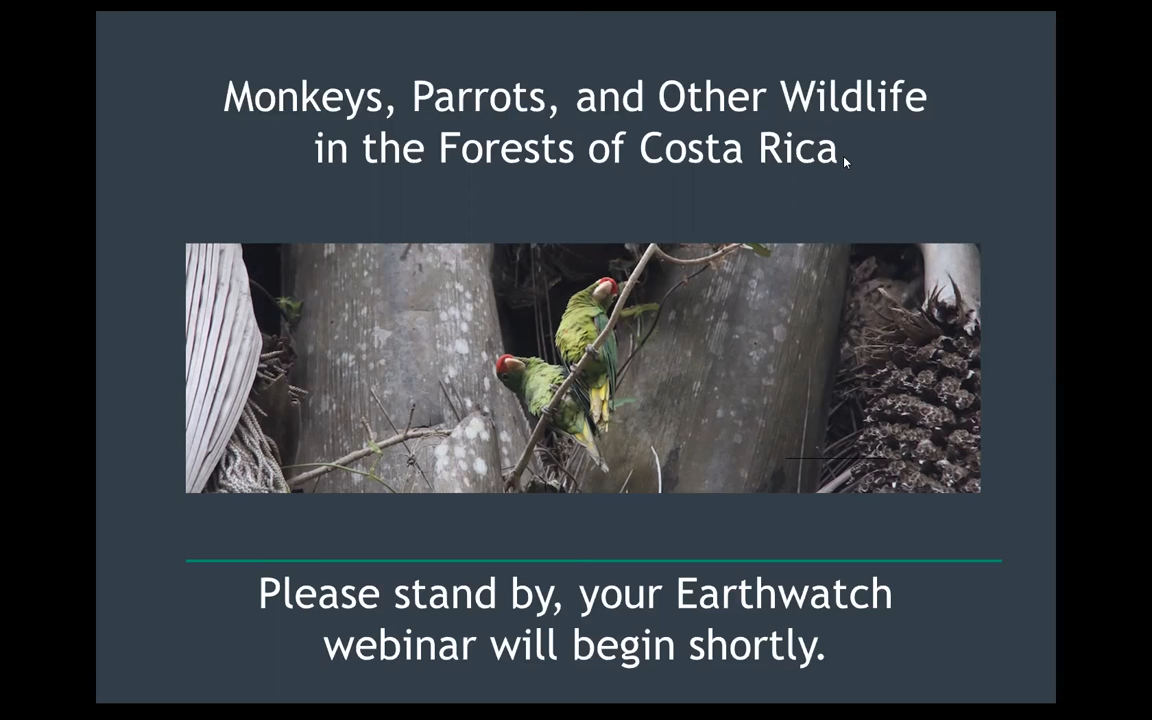 Monkeys, Parrots, and Other Wildlife
in the Forests of Costa Rica
Please stand by, your Earthwatch
webinar will begin shortly.